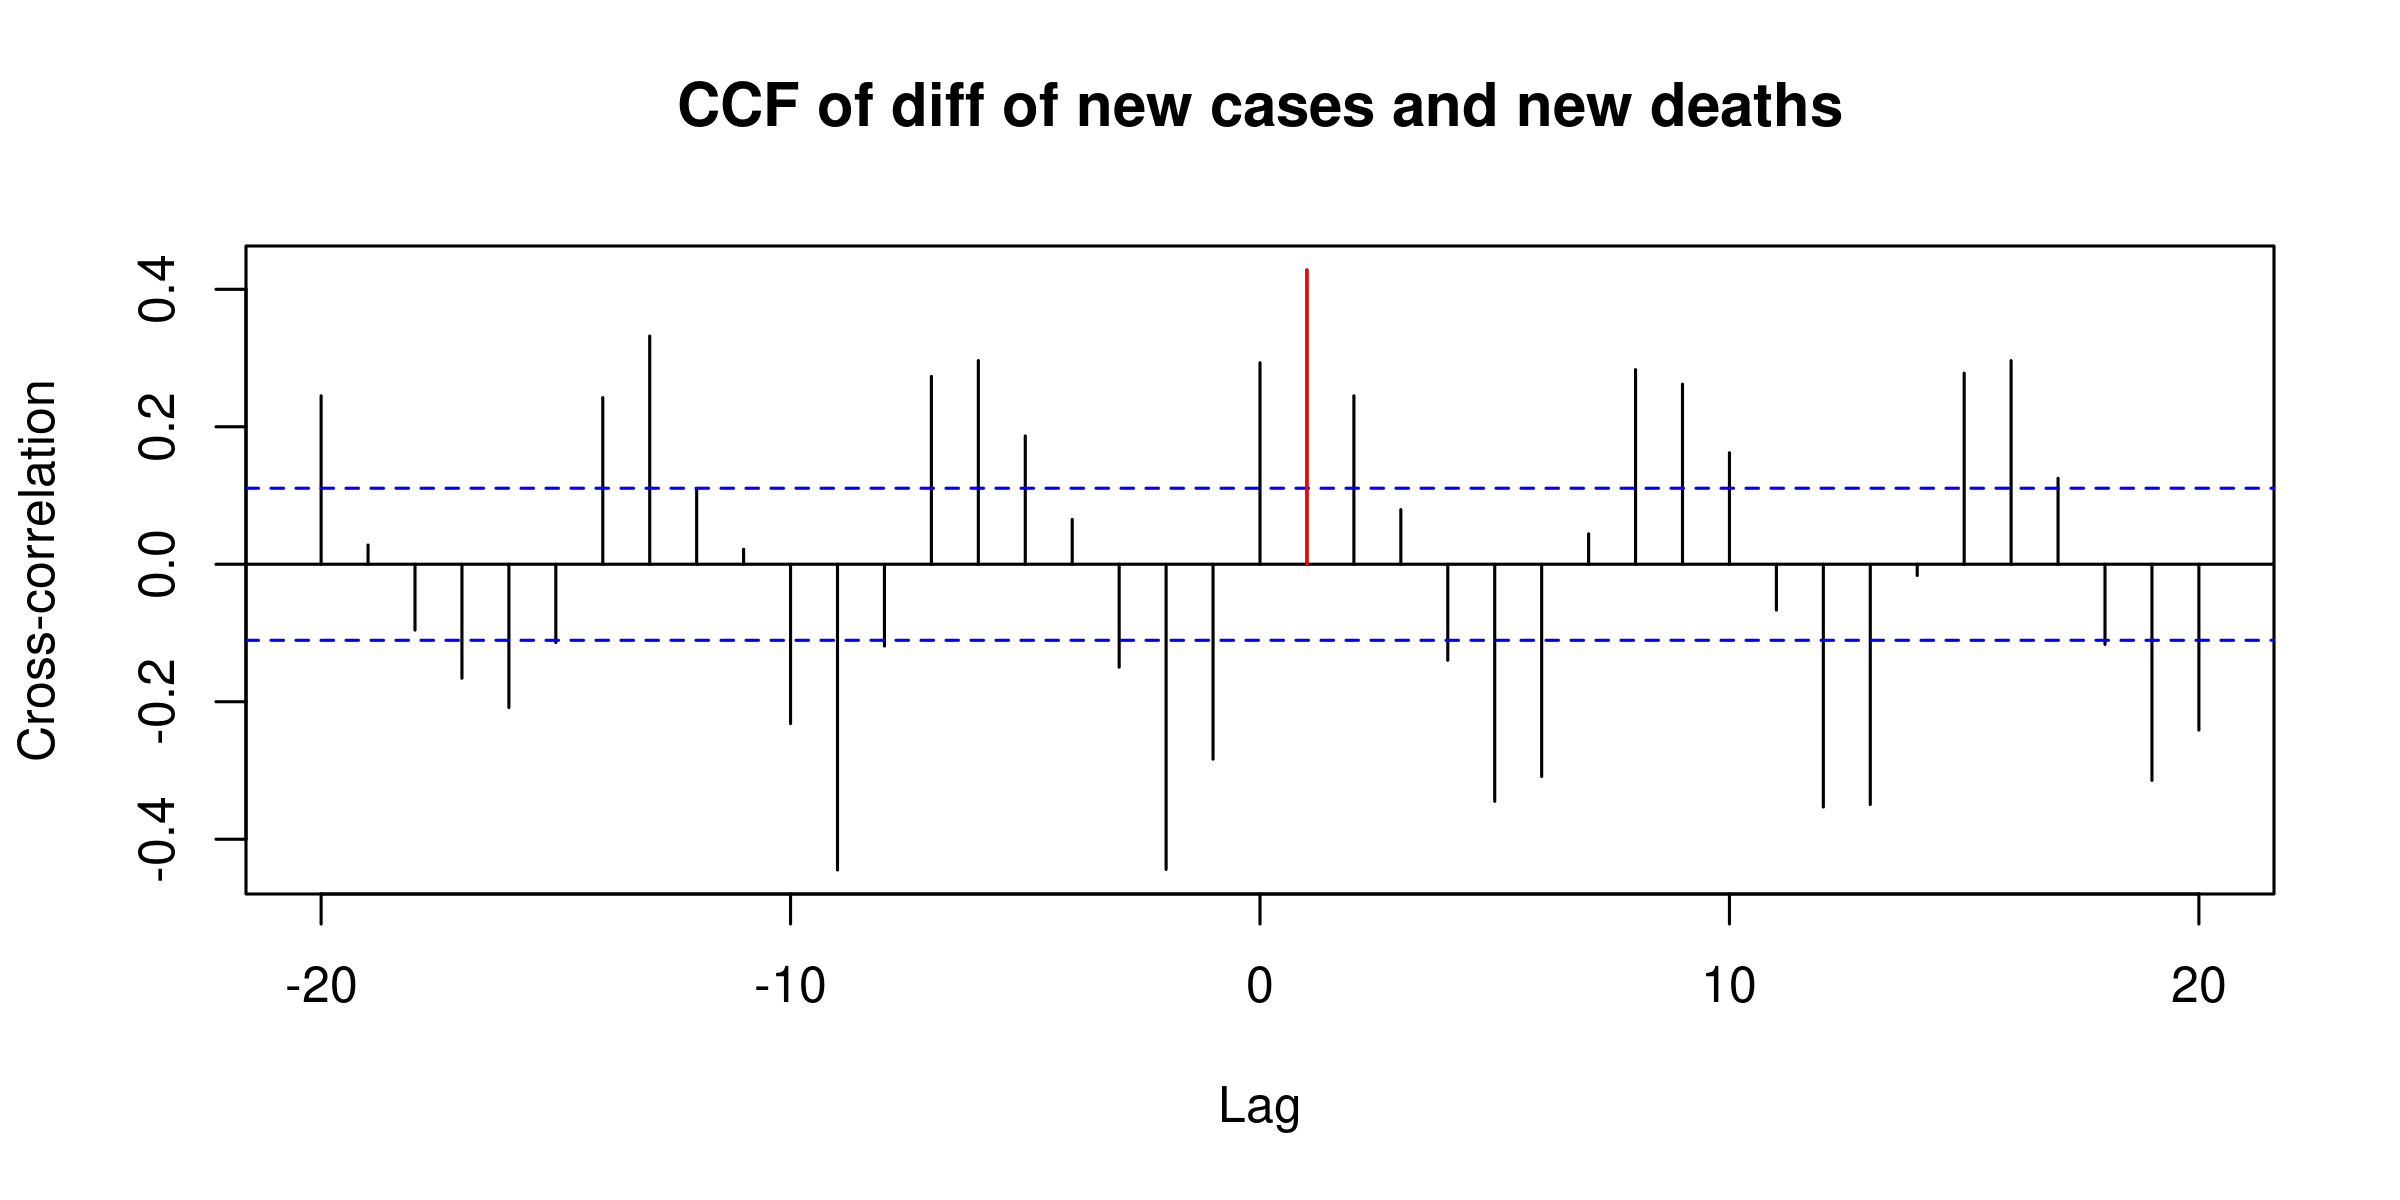 CCF of diff of new cases and new deaths
Cross-correlation
0.4
0.2
0.0
-0.2
-0.4
-20 -10 0 10 20
Lag